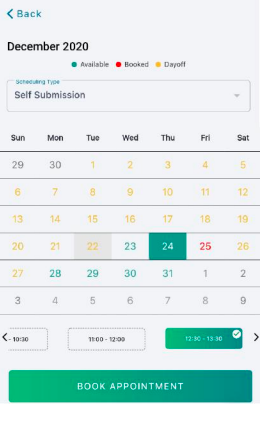 Back
December 2020
Available Booked Dayoff
Scheduling Type
Self Submission
Sun Mon Tue Wed Thu Fri Sat
29 30 1 2 3 4 5
6 7 8 9 10 11 12
13 14 15 16 17 18 19
20 21 22 23 24 25 26
27 28 29 30 31 1 2
3 4 5 6 7 8 9
- 10:30 11:00 - 12:00 12:30 - 13:30
BOOK APPOINTMENT